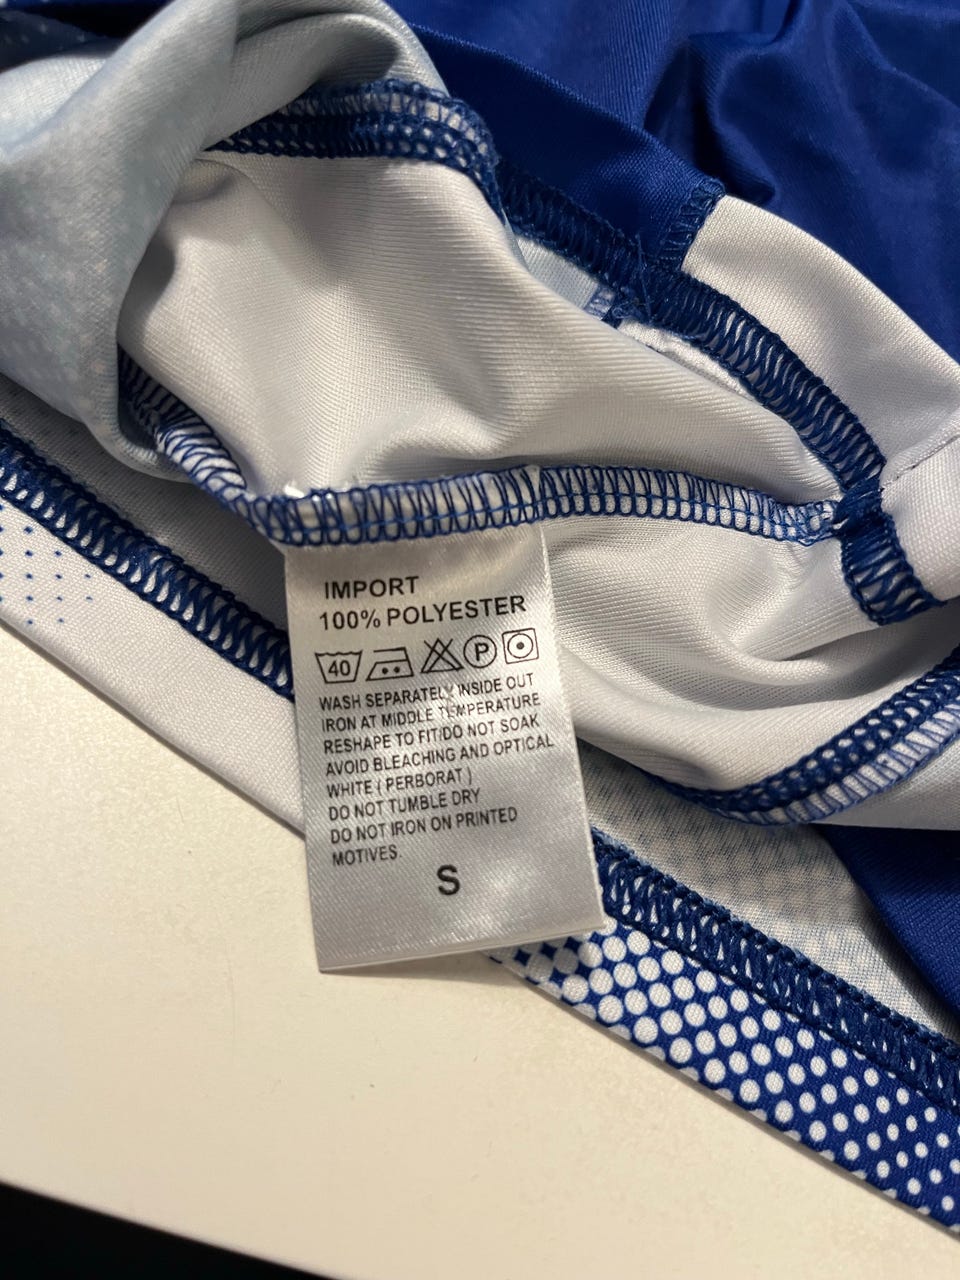 IMPORT
100% POLYESTER
40 P
WASH SEPARATELY INSIDE OUT
IRON AT MIDDLE TEMPERATURE
RESHAPE TO FIT/DO NOT SOAK
AVOID BLEACHING AND OPTICAL
WHITE ( PERBORAT )
DO NOT TUMBLE DRY
DO NOT IRON ON PRINTED
MOTIVES.
S